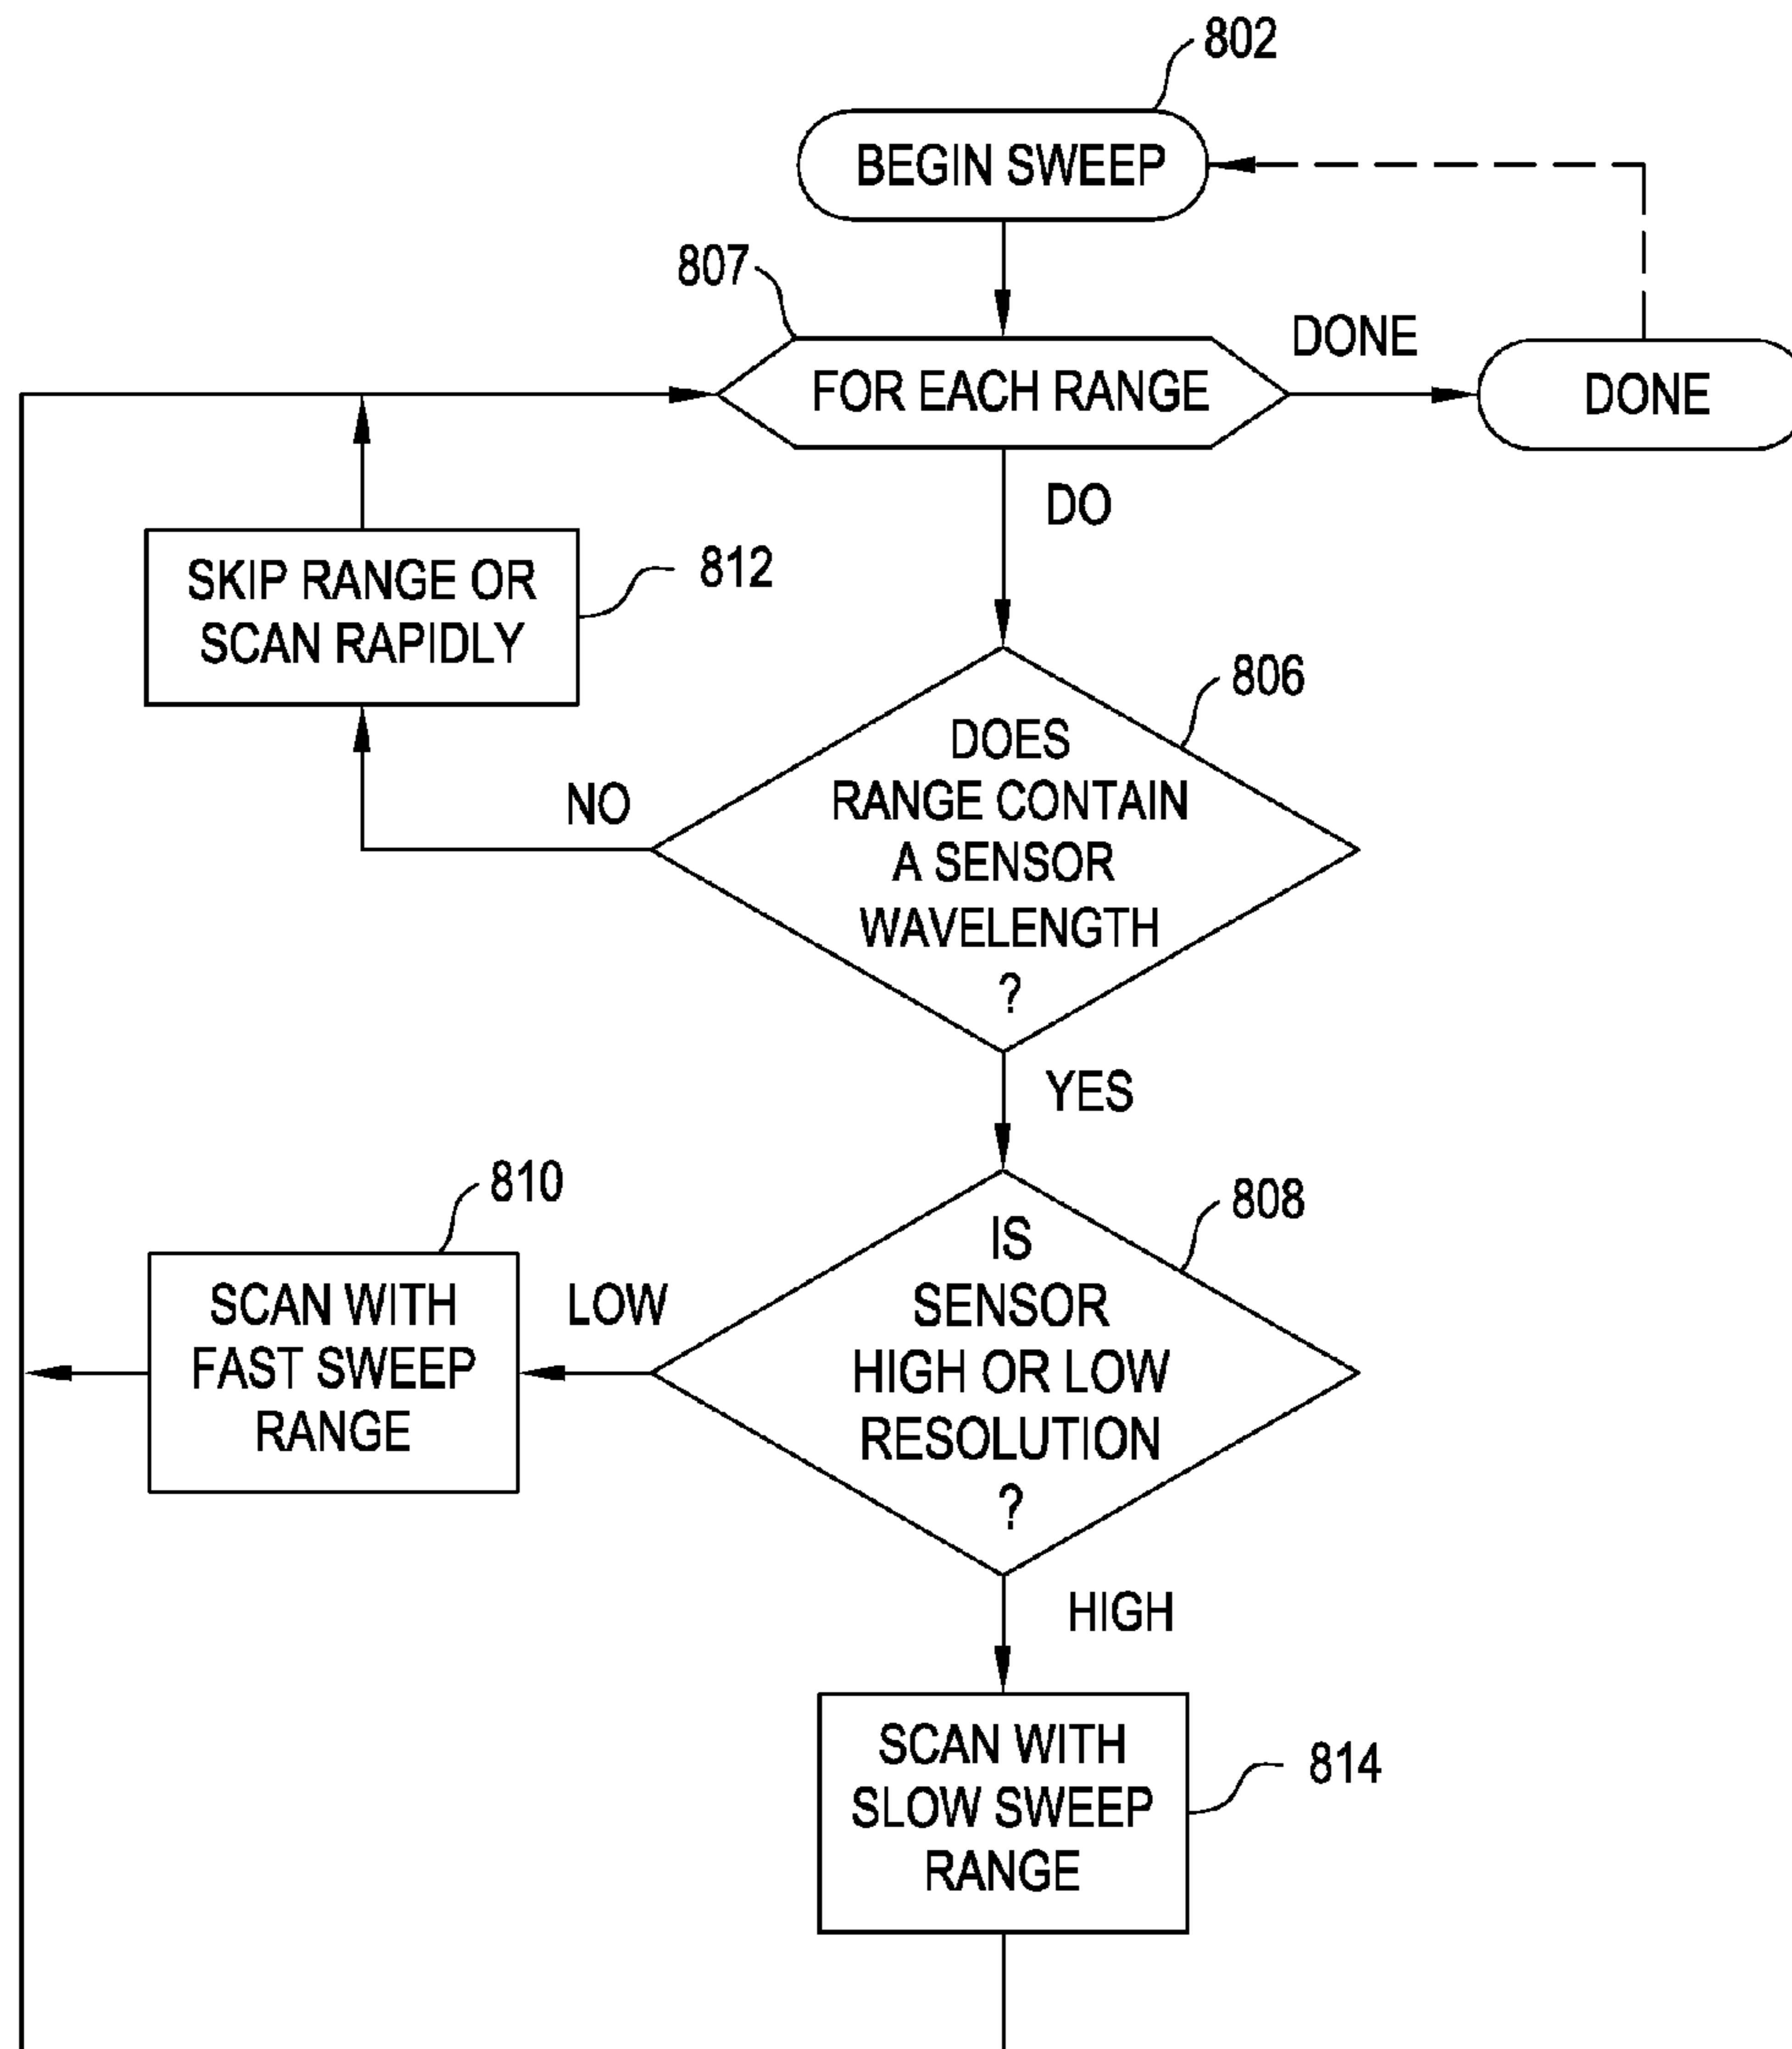 802
BEGIN SWEEP
807
FOR EACH RANGE
DONE
DONE
DO
SKIP RANGE OR
SCAN RAPIDLY
812
806
DOES
RANGE CONTAIN
A SENSOR
WAVELENGTH
?
NO
YES
810
808
SCAN WITH
FAST SWEEP
RANGE
LOW
IS
SENSOR
HIGH OR LOW
RESOLUTION
?
HIGH
SCAN WITH
SLOW SWEEP
RANGE
814